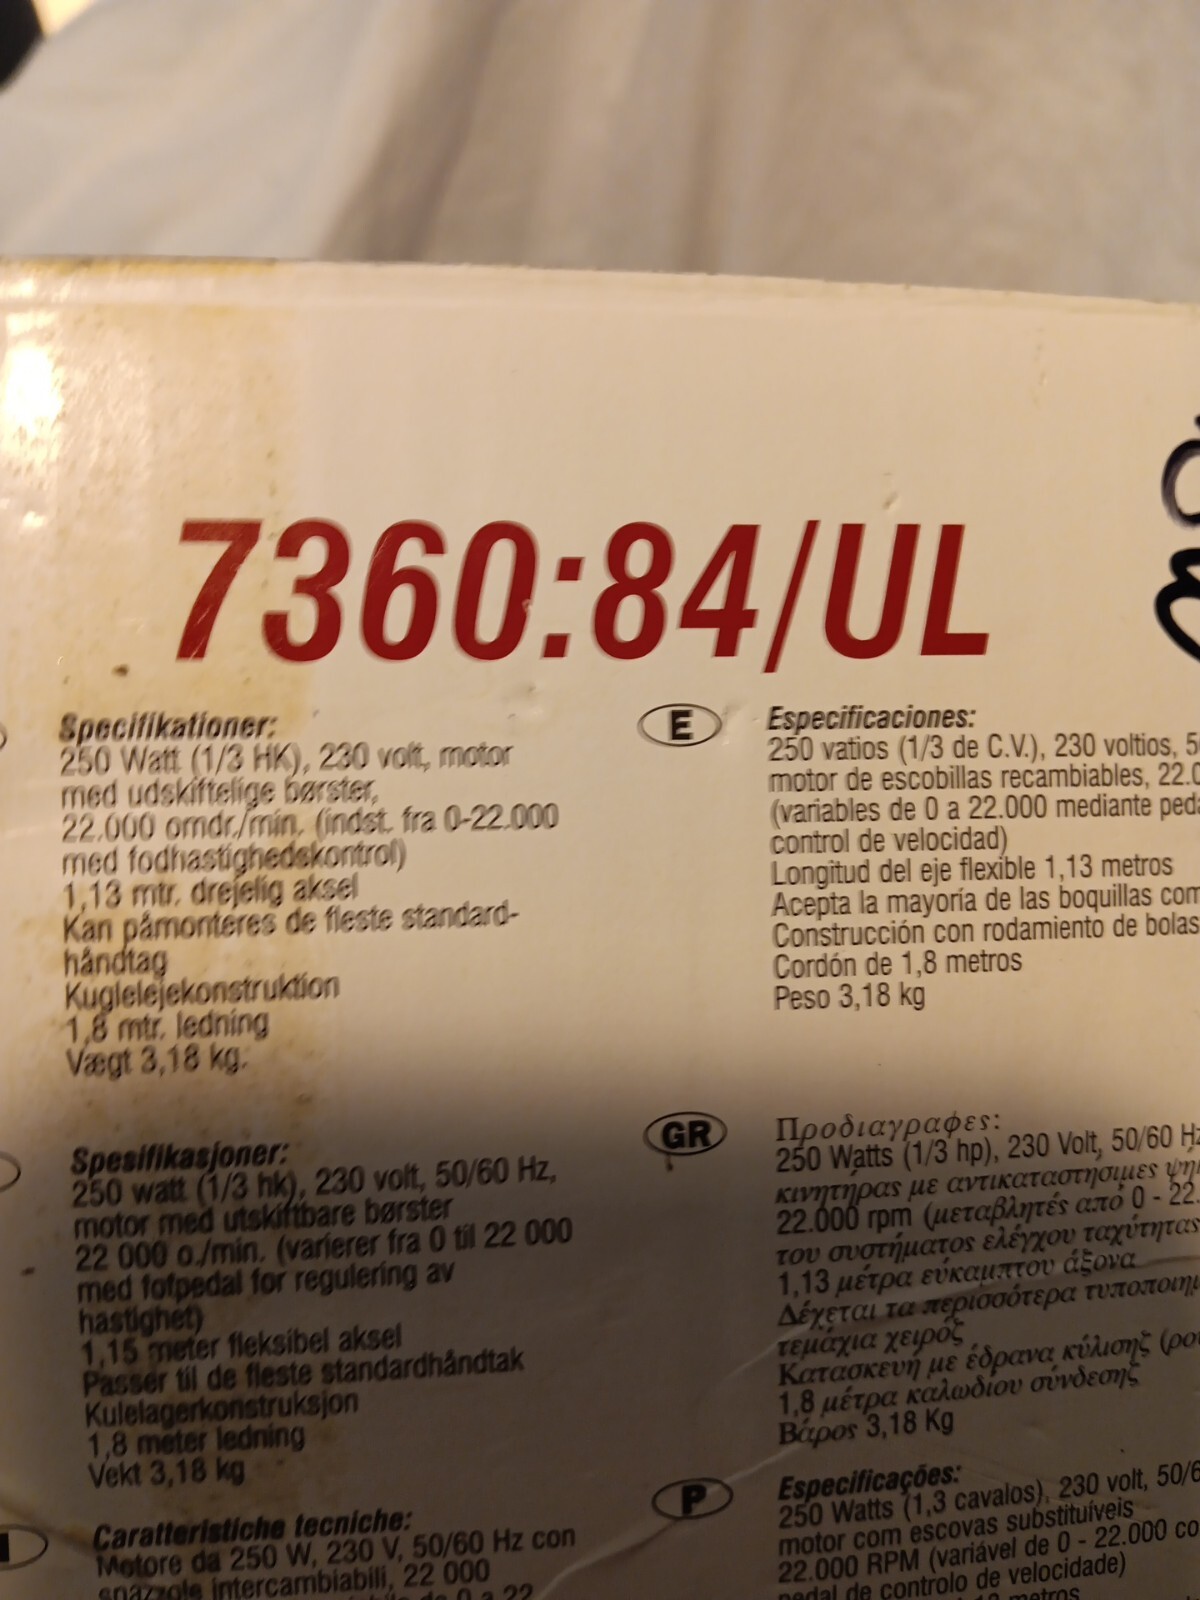 7360:84/UL
Specifikationer:
250 Watt (1/3 HK), 230 volt, motor
med udskiftelige børster,
22.000 omdr./min. (indst. fra 0-22.000
med fodhastighedskontrol)
1,13 mtr. drejelig aksel
Kan påmonteres de fleste standard-
håndtag
Kuglelejekonstruktion
1,8 mtr. ledning
Vægt 3,18 kg.
Spesifikasjoner:
250 watt (1/3 hk), 230 volt, 50/60 Hz,
motor med utskiftbare børster
22 000 o./min. (varierer fra 0 til 22 000
med fotpedal for regulering av
hastighet)
1,15 meter fleksibel aksel
Passer til de fleste standardhåndtak
Kulelagerkonstruksjon
1,8 meter ledning
Vekt 3,18 kg
Caratteristiche tecniche:
Motore da 250 W, 230 V, 50/60 Hz con
spazzole intercambiabili, 22 000
E
Especificaciones:
250 vatios (1/3 de C.V.), 230 voltios,
motor de escobillas recambiables,
(variables de 0 a 22.000 mediante
control de velocidad)
Longitud del eje flexible 1,13 metros
Acepta la mayoría de las boquillas
Construcción con rodamiento de bolas
Cordón de 1,8 metros
Peso 3,18 kg
GR
Προδιαγραφες:
250 Watts (1/3 hp), 230 Volt, 50/60 Hz
κινητήρας με αντικαταστησιμες
22.000 rpm (μεταβλητές από 0 -
του συστήματος ελέγχου ταχύτητας
1,13 μέτρα εύκαμπτου άξονα
Δέχεται τα περισσότερα
τεμάχια χειρός
Κατασκευή με έδρανα κύλισης
1,8 μέτρα καλωδίου σύνδεσης
Βάρος 3,18 Kg
P
Especificações:
250 Watts (1,3 cavalos), 230 volt,
motor com escovas substituíveis
22.000 RPM (variável de 0 - 22.000
pedal de controlo de velocidade)
metros